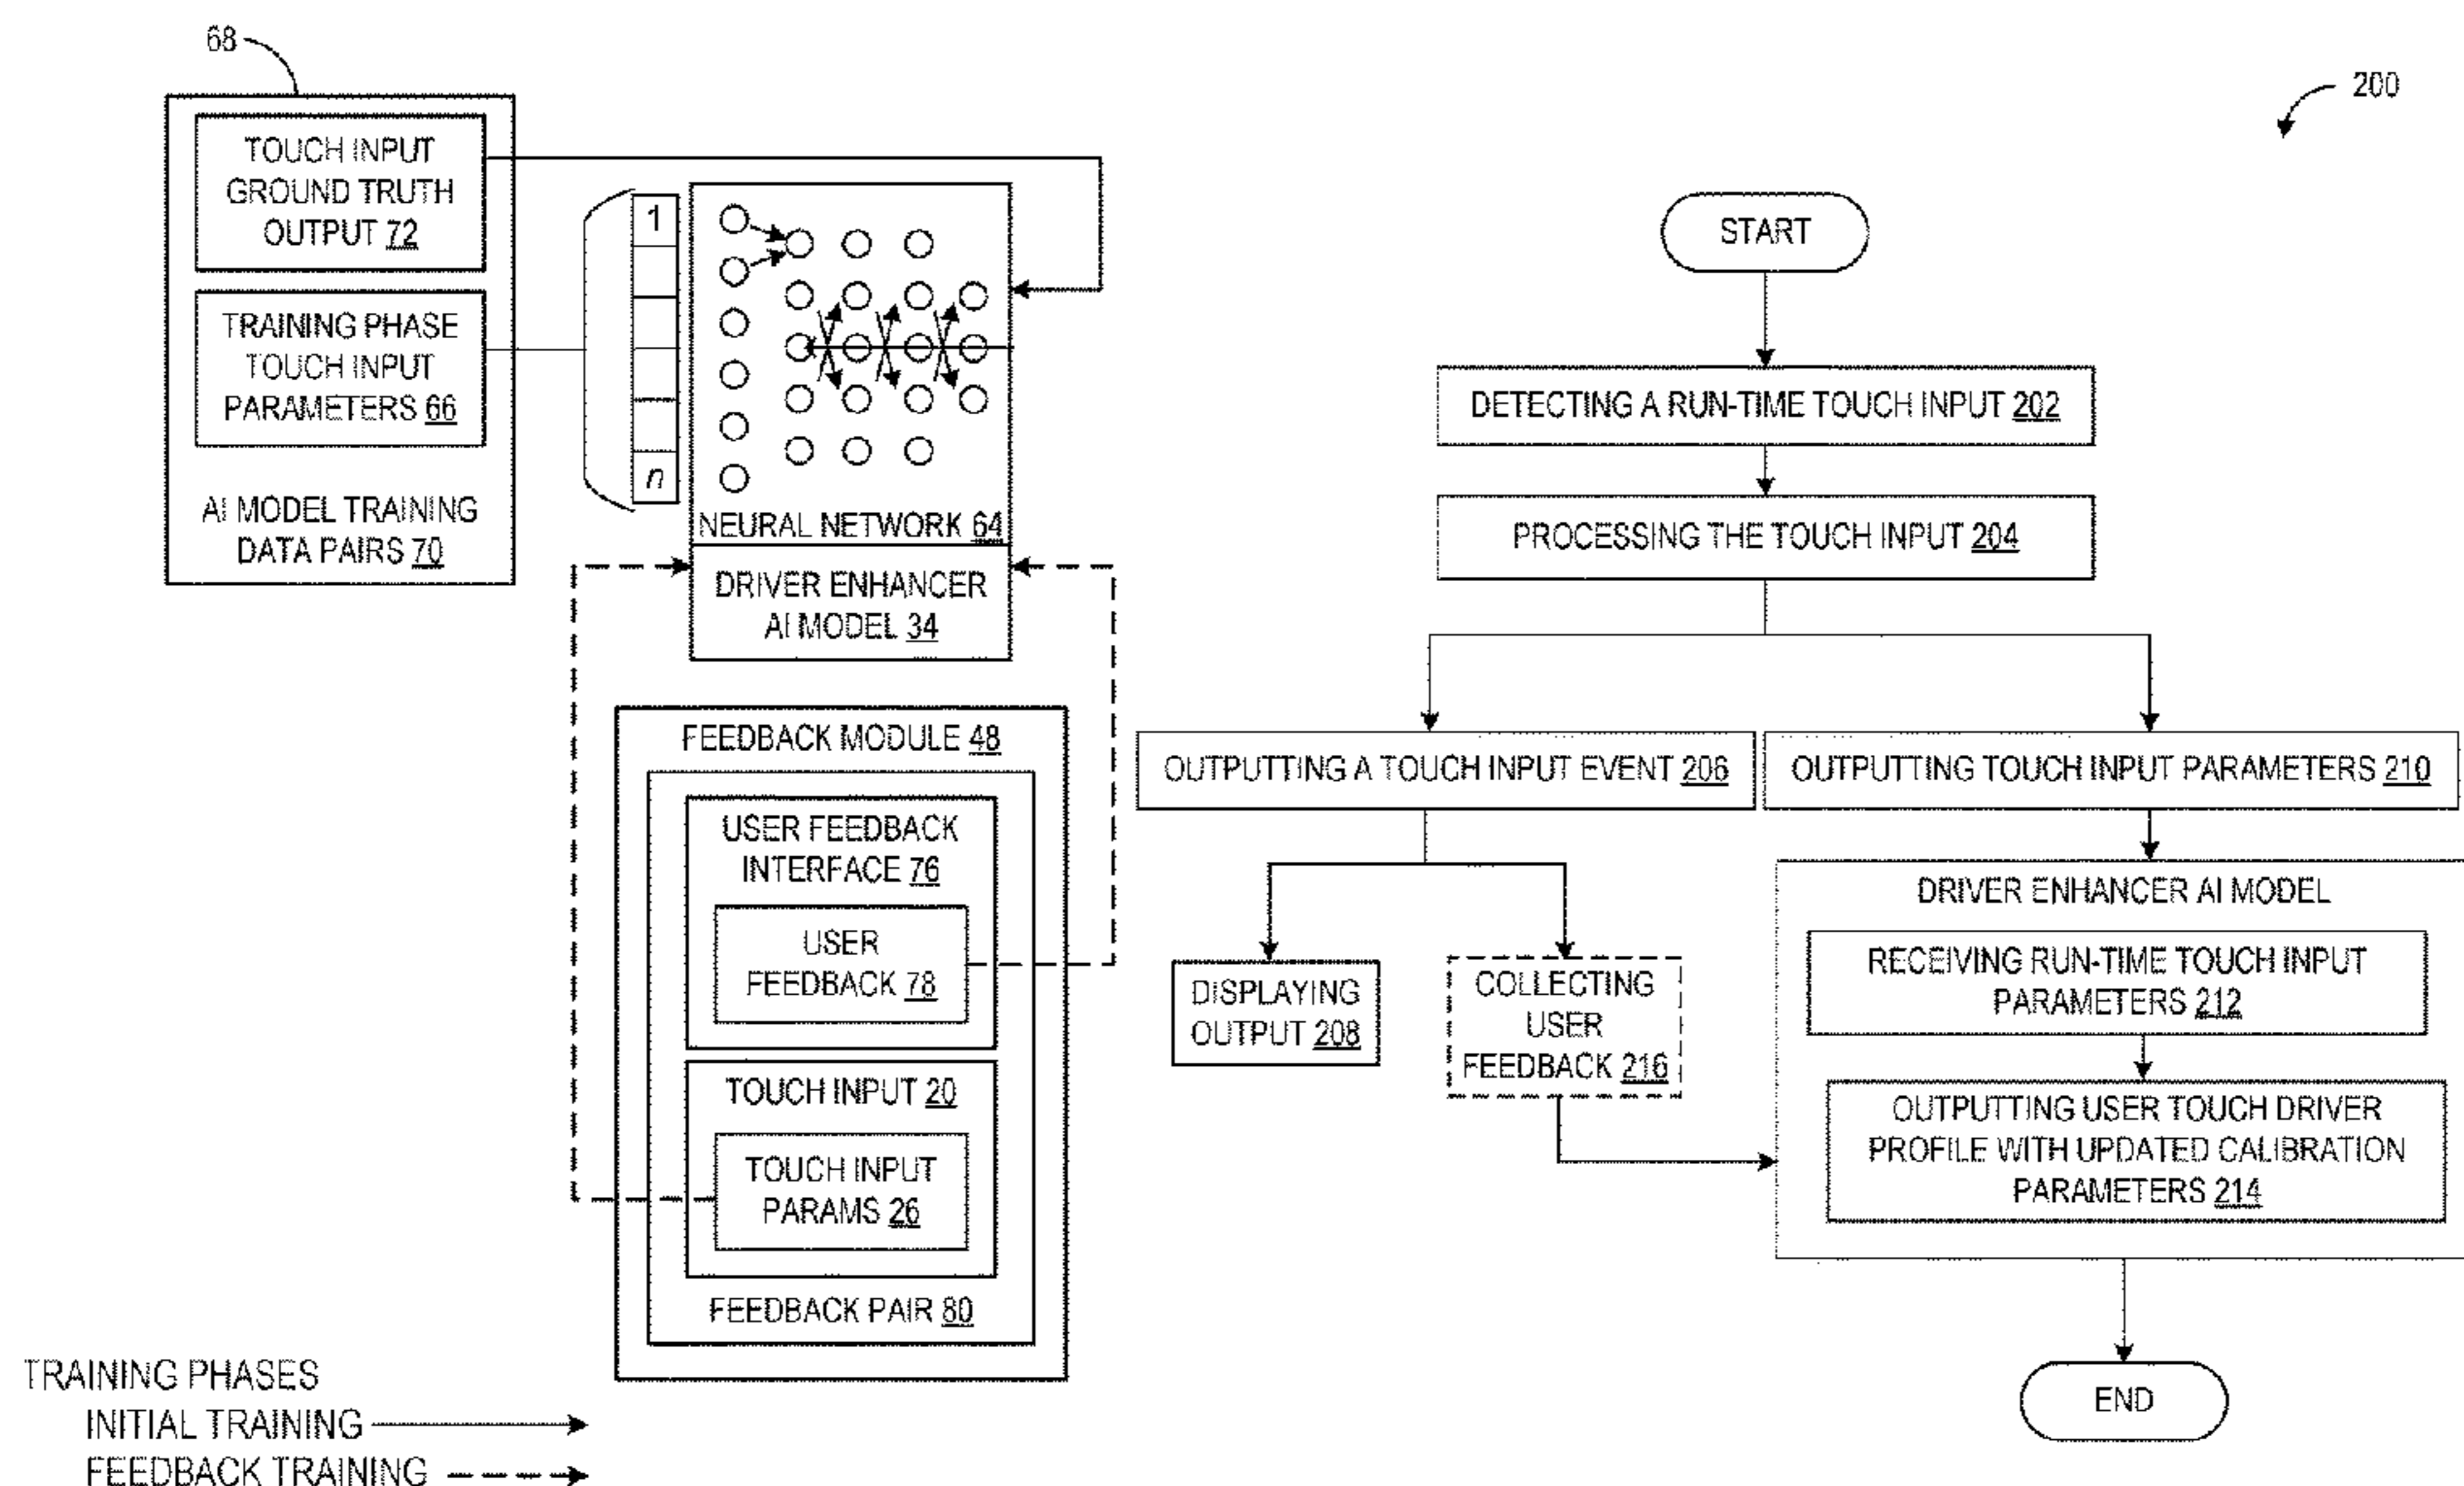 68
TOUCH INPUT
GROUND TRUTH
OUTPUT 72
TRAINING PHASE
TOUCH INPUT
PARAMETERS 66
AI MODEL TRAINING
DATA PAIRS 70
1
n
NEURAL NETWORK 64
DRIVER ENHANCER
AI MODEL 34
FEEDBACK MODULE 48
USER FEEDBACK
INTERFACE 76
USER
FEEDBACK 78
TOUCH INPUT 20
TOUCH INPUT
PARAMS 26
FEEDBACK PAIR 80
TRAINING PHASES
INITIAL TRAINING
FEEDBACK TRAINING
200
START
DETECTING A RUN-TIME TOUCH INPUT 202
PROCESSING THE TOUCH INPUT 204
OUTPUTTING A TOUCH INPUT EVENT 206
OUTPUTTING TOUCH INPUT PARAMETERS 210
DISPLAYING
OUTPUT 208
COLLECTING
USER
FEEDBACK 216
DRIVER ENHANCER AI MODEL
RECEIVING RUN-TIME TOUCH INPUT
PARAMETERS 212
OUTPUTTING USER TOUCH DRIVER
PROFILE WITH UPDATED CALIBRATION
PARAMETERS 214
END